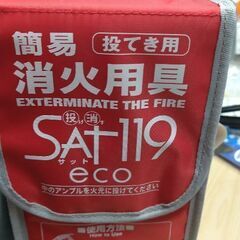 簡易 投てき用
消火用具
EXTERMINATE THE FIRE
投 消
SAT119
サット
eco
のアンプルを火元に投げてください
使用方法
How to Use